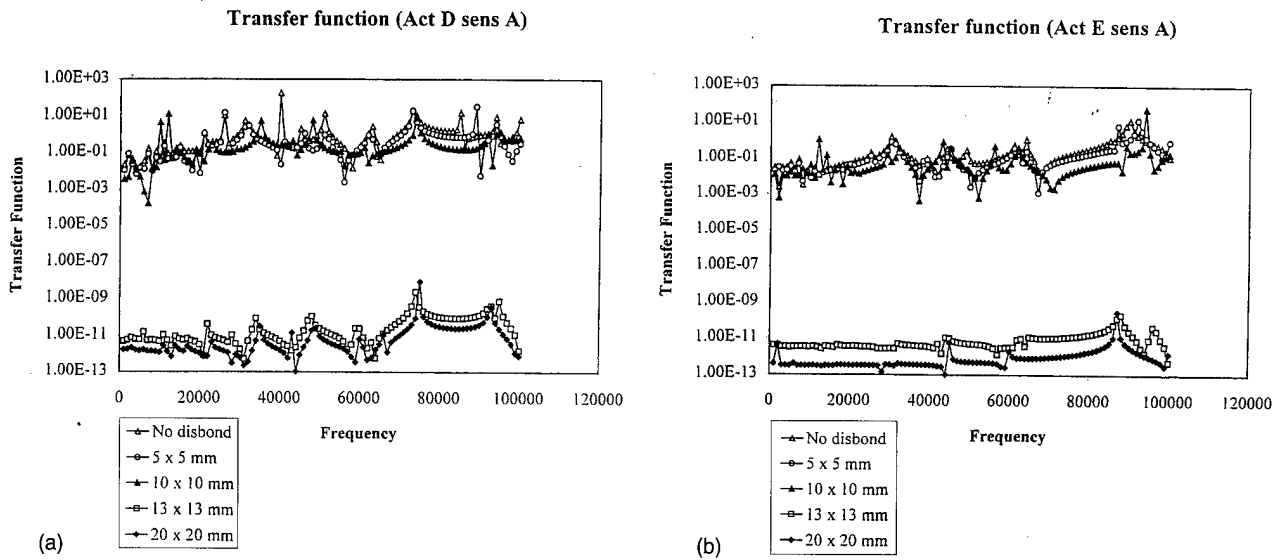 Transfer function (Act D sens A)
1.00E+03
1.00E+01
1.00E-01
1.00E-03
1.00E-05
1.00E-07
1.00E-09
1.00E-11
1.00E-13
Transfer Function
0 20000 40000 60000 80000 100000 120000
Frequency
No disbond
5 x 5 mm
10 x 10 mm
13 x 13 mm
20 x 20 mm
(a)
Transfer function (Act E sens A)
1.00E+03
1.00E+01
1.00E-01
1.00E-03
1.00E-05
1.00E-07
1.00E-09
1.00E-11
1.00E-13
Transfer Function
0 20000 40000 60000 80000 100000 120000
Frequency
No disbond
5 x 5 mm
10 x 10 mm
13 x 13 mm
20 x 20 mm
(b)